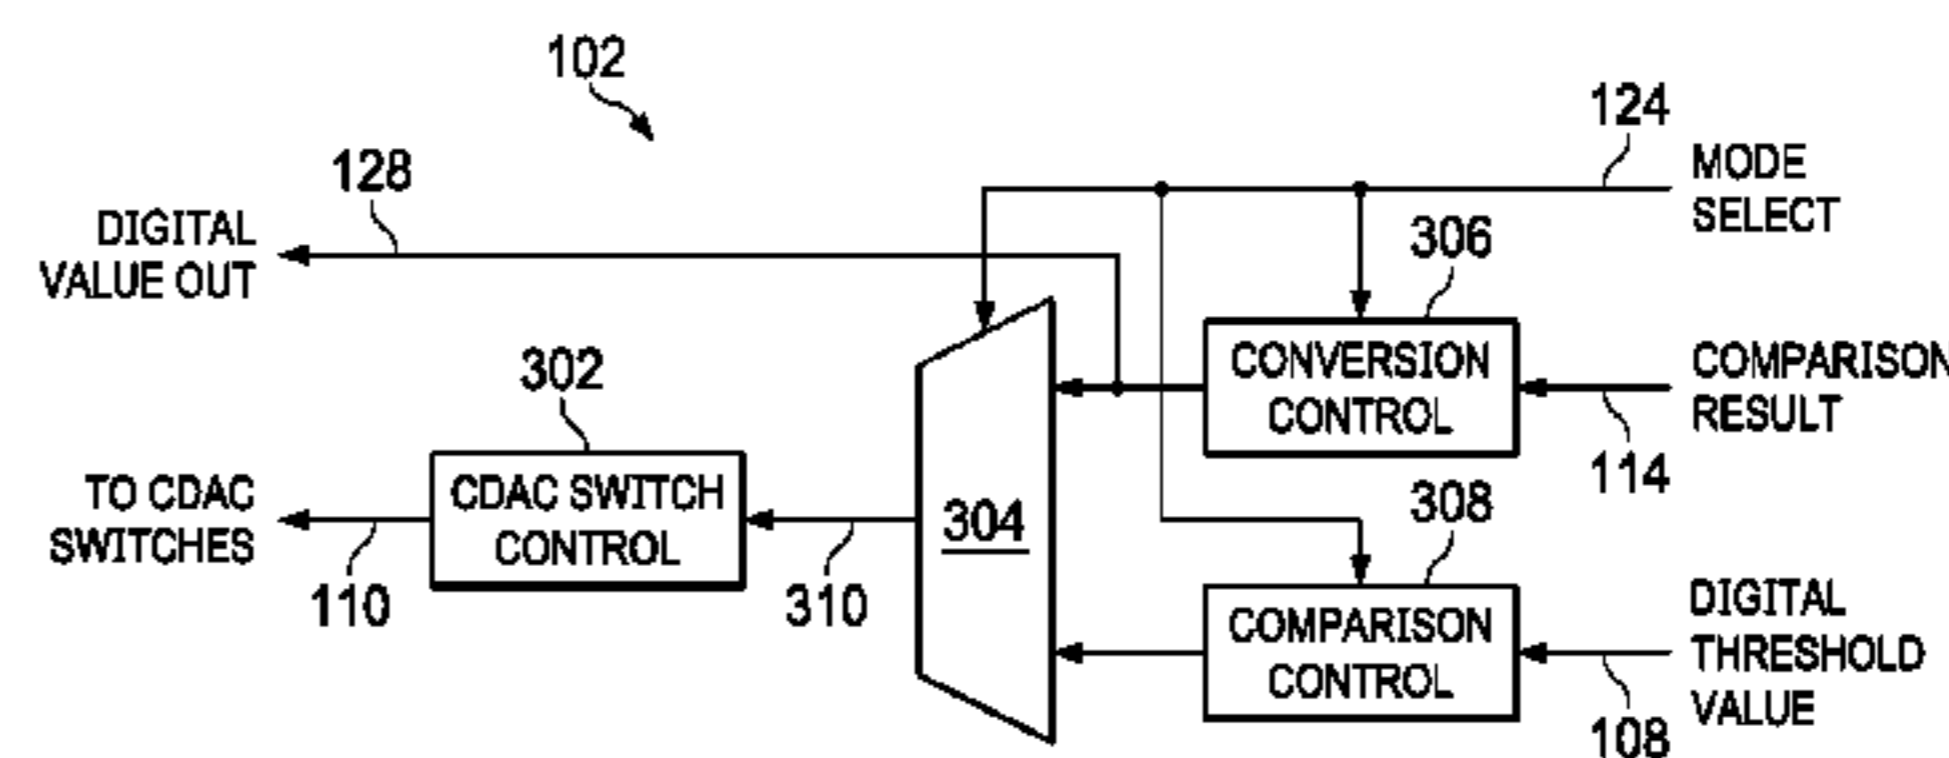 102
124
MODE
SELECT
128
DIGITAL
VALUE OUT
306
CONVERSION
CONTROL
COMPARISON
RESULT
114
302
CDAC SWITCH
CONTROL
TO CDAC
SWITCHES
110
310
304
308
COMPARISON
CONTROL
DIGITAL
THRESHOLD
VALUE
108